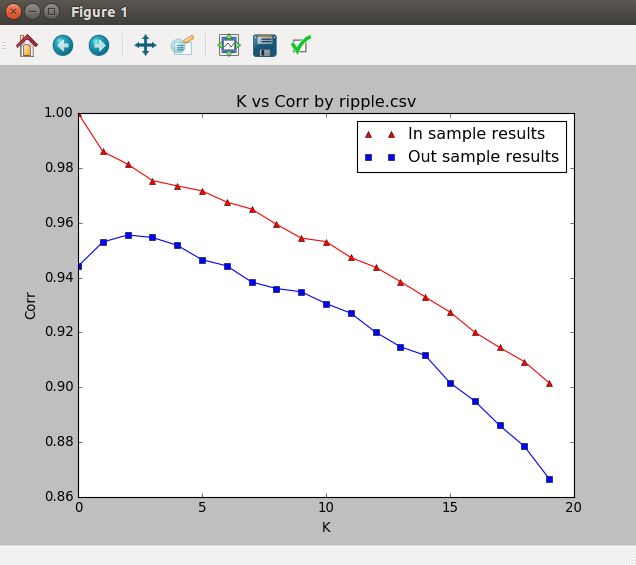 Figure 1
K vs Corr by ripple.csv
In sample results
Out sample results
1.00
0.98
0.96
0.94
0.92
0.90
0.88
0.86
Corr
0 5 10 15 20
K